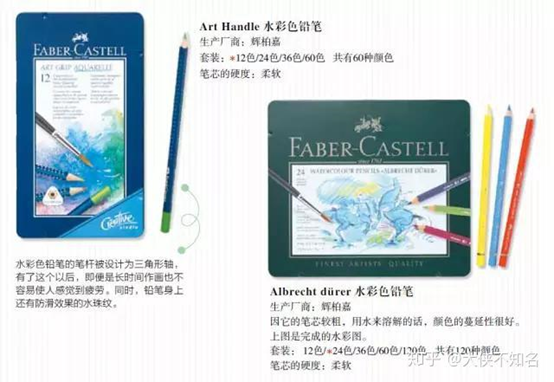 FABER-CASTELL
ART GRIP AQUARELLE
12
Creative
studio
Art Handle 水彩色铅笔
生产厂商：辉柏嘉
套装：*12色/24色/36色/60色 共有60种颜色
笔芯的硬度：柔软
水彩色铅笔的笔杆被设计为三角形轴，
有了这个以后，即便是长时间作画也不
容易使人感觉到疲劳。同时，铅笔身上
还有防滑效果的水珠纹。
FABER-CASTELL
since 1761
24 WATERCOLOUR PENCILS «ALBRECHT DÜRER»
FINEST ARTISTS' QUALITY
Albrecht dürer 水彩色铅笔
生产厂商：辉柏嘉
因它的笔芯较粗，用水来溶解的话，颜色的蔓延性很好。
上图是完成的水彩图。
套装： 12色/*24色/36色/60色/120色 共有120种颜色
笔芯的硬度：柔软
知乎 @大侠不知名